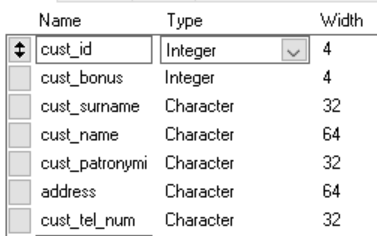 Name Type Width
cust_id Integer 4
cust_bonus Integer 4
cust_surname Character 32
cust_name Character 64
cust_patronymi Character 32
address Character 64
cust_tel_num Character 32